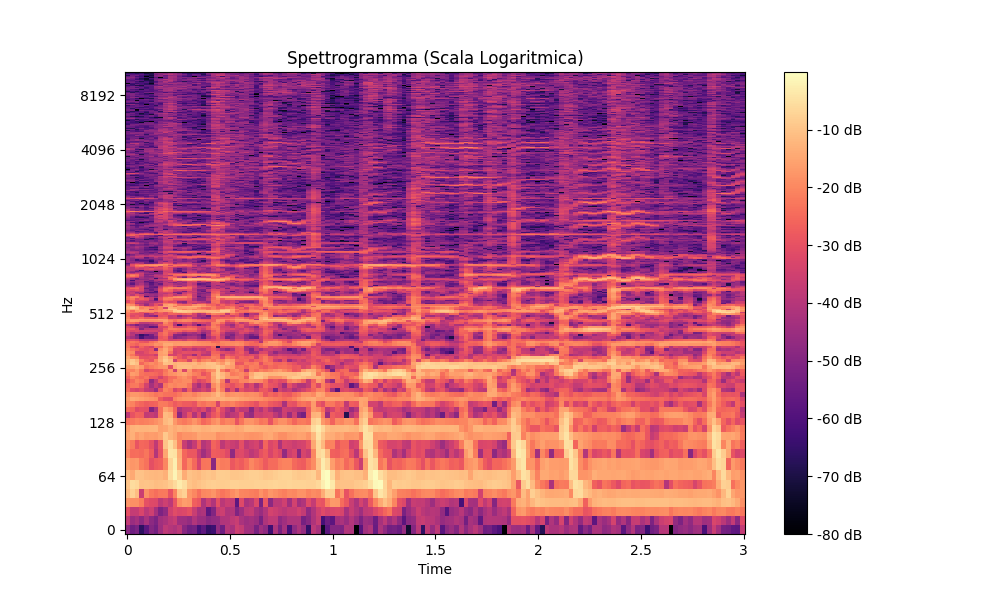 Spettrogramma (Scala Logaritmica)
Hz
8192
4096
2048
1024
512
256
128
64
0
0
0.5
1
1.5
2
2.5
3
Time
-10 dB
-20 dB
-30 dB
-40 dB
-50 dB
-60 dB
-70 dB
-80 dB